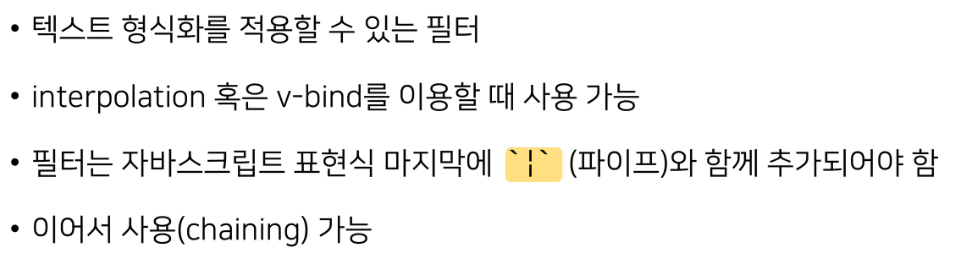 • 텍스트 형식화를 적용할 수 있는 필터
• interpolation 혹은 v-bind를 이용할 때 사용 가능
• 필터는 자바스크립트 표현식 마지막에 `|` (파이프)와 함께 추가되어야 함
• 이어서 사용(chaining) 가능